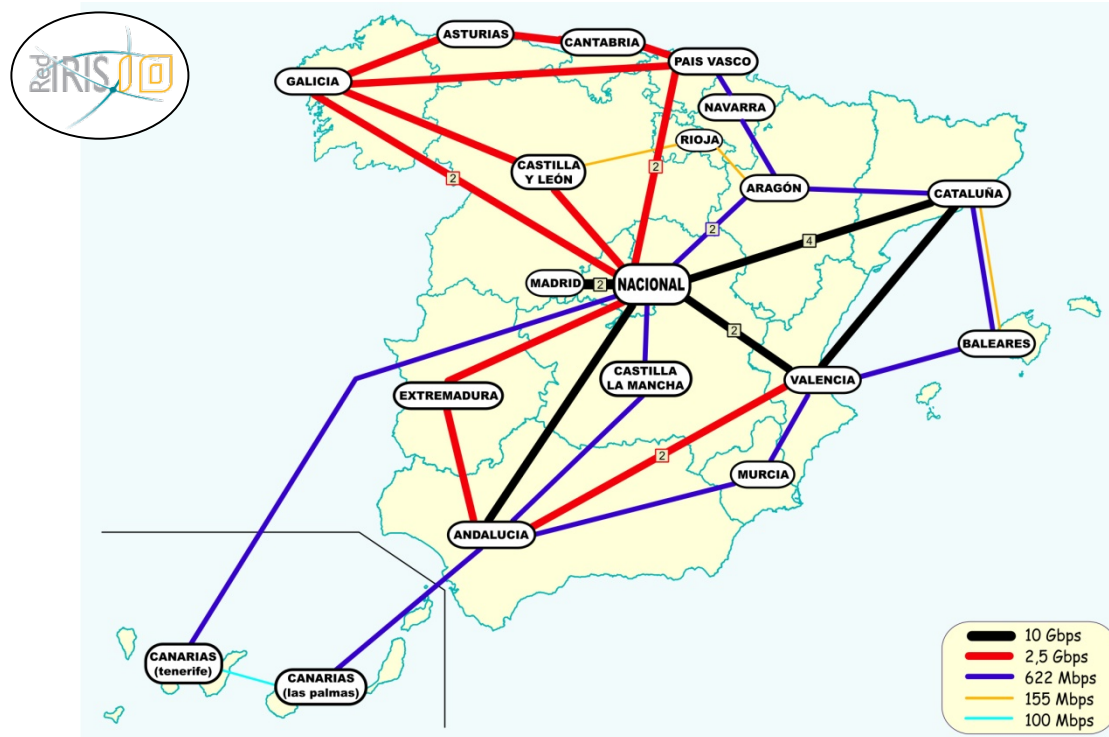 Red
IRIS10
ASTURIAS
CANTABRIA
PAIS VASCO
GALICIA
NAVARRA
RIOJA
CASTILLA
Y LEÓN
2
2
ARAGÓN
CATALUÑA
2
4
MADRID
2
NACIONAL
2
BALEARES
CASTILLA
LA MANCHA
VALENCIA
EXTREMADURA
2
MURCIA
ANDALUCIA
CANARIAS
(tenerife)
CANARIAS
(las palmas)
10 Gbps
2,5 Gbps
622 Mbps
155 Mbps
100 Mbps